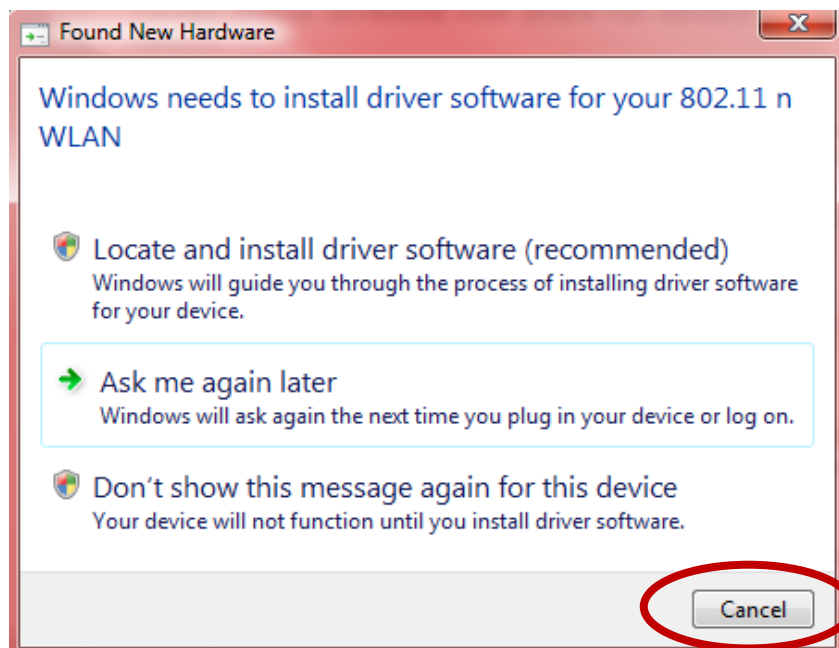 Found New Hardware
Windows needs to install driver software for your 802.11 n
WLAN
Locate and install driver software (recommended)
Windows will guide you through the process of installing driver software
for your device.
Ask me again later
Windows will ask again the next time you plug in your device or log on.
Don't show this message again for this device
Your device will not function until you install driver software.
Cancel